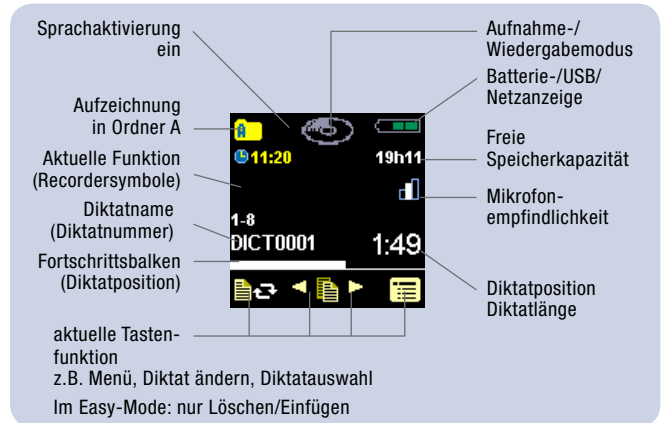 Sprachaktivierung
ein
Aufnahme-/
Wiedergabemodus
Batterie-/USB/
Netzanzeige
Aufzeichnung
in Ordner A
A
11:20
19h11
Freie
Speicherkapazität
Aktuelle Funktion
(Recordersymbole)
Mikrofon-
empfindlichkeit
Diktatname
(Diktatnummer)
1-8
DICT0001
1:49
Fortschrittsbalken
(Diktatposition)
Diktatposition
Diktatlänge
aktuelle Tasten-
funktion
z.B. Menü, Diktat ändern, Diktatauswahl
Im Easy-Mode: nur Löschen/Einfügen